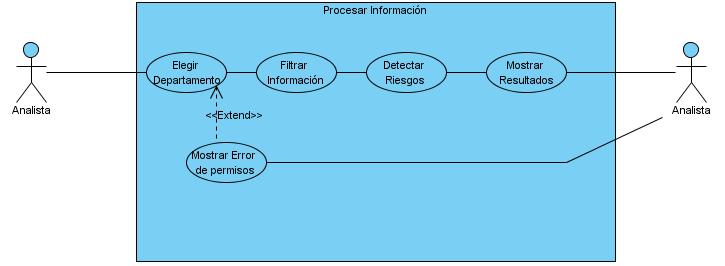 Procesar Información
Elegir
Departamento
Filtrar
Información
Detectar
Riesgos
Mostrar
Resultados
Analista
Analista
<<Extend>>
Mostrar Error
de permisos